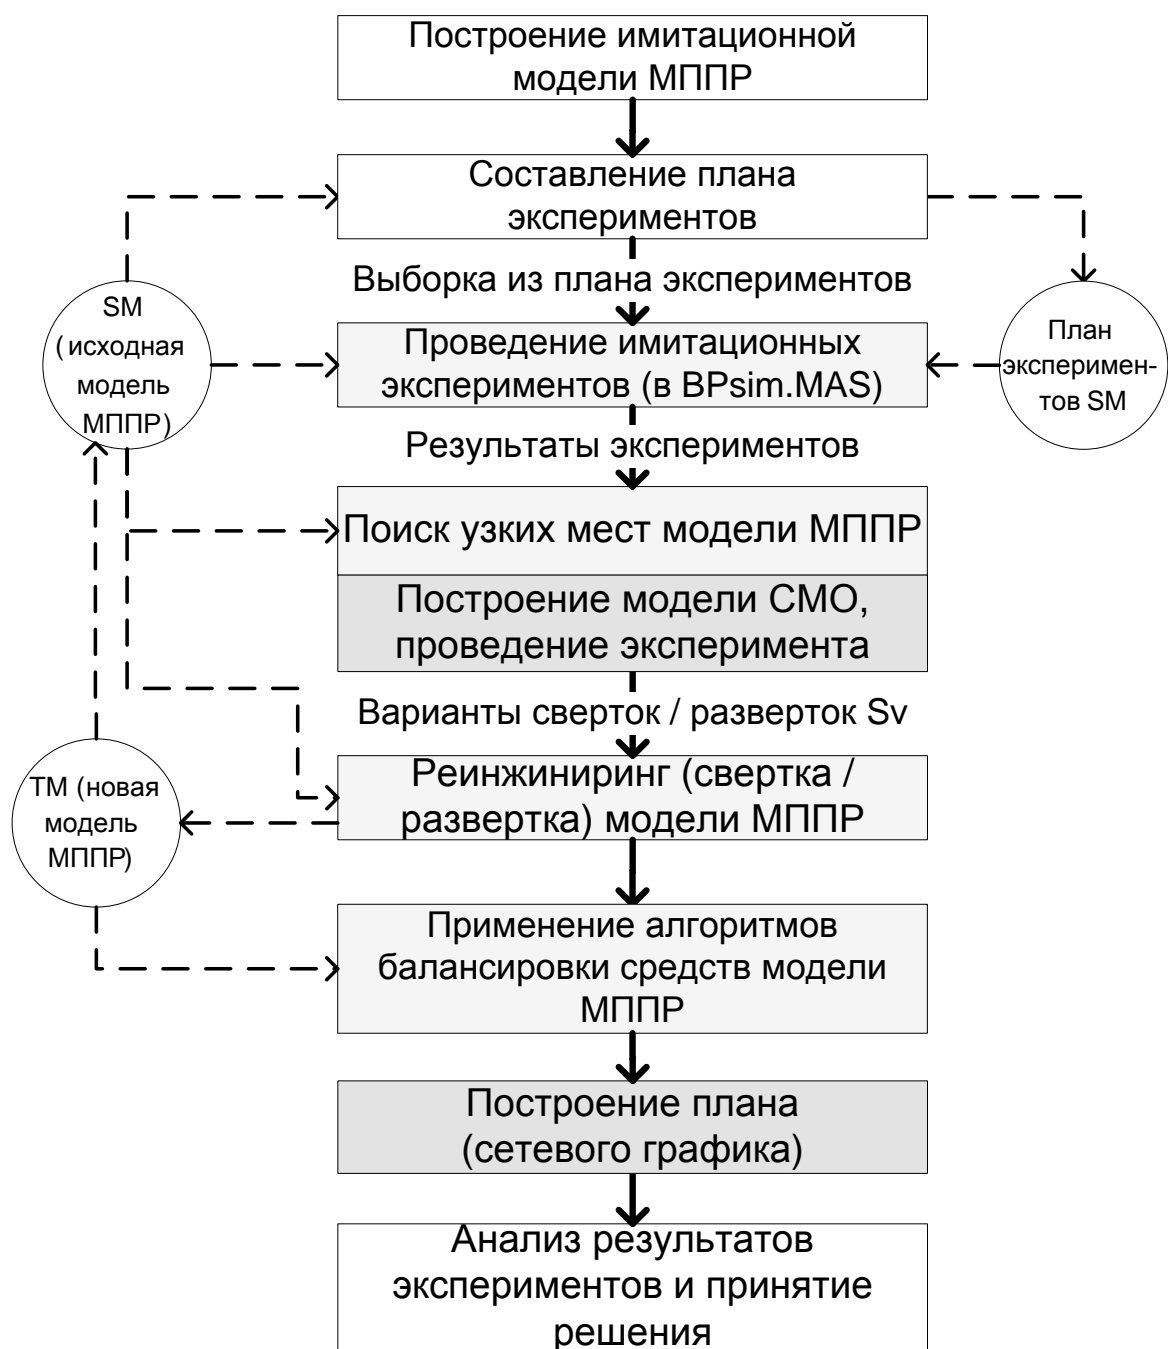 Построение имитационной
модели МППР
Составление плана
экспериментов
Выборка из плана экспериментов
SM
(исходная
модель
МППР)
Проведение имитационных
экспериментов (в BPsim.MAS)
План
эксперимен-
тов SM
Результаты экспериментов
Поиск узких мест модели МППР
Построение модели СМО,
проведение эксперимента
Варианты сверток / разверток Sv
Реинжиниринг (свертка /
развертка) модели МППР
TM (новая
модель
МППР)
Применение алгоритмов
балансировки средств модели
МППР
Построение плана
(сетевого графика)
Анализ результатов
экспериментов и принятие
решения